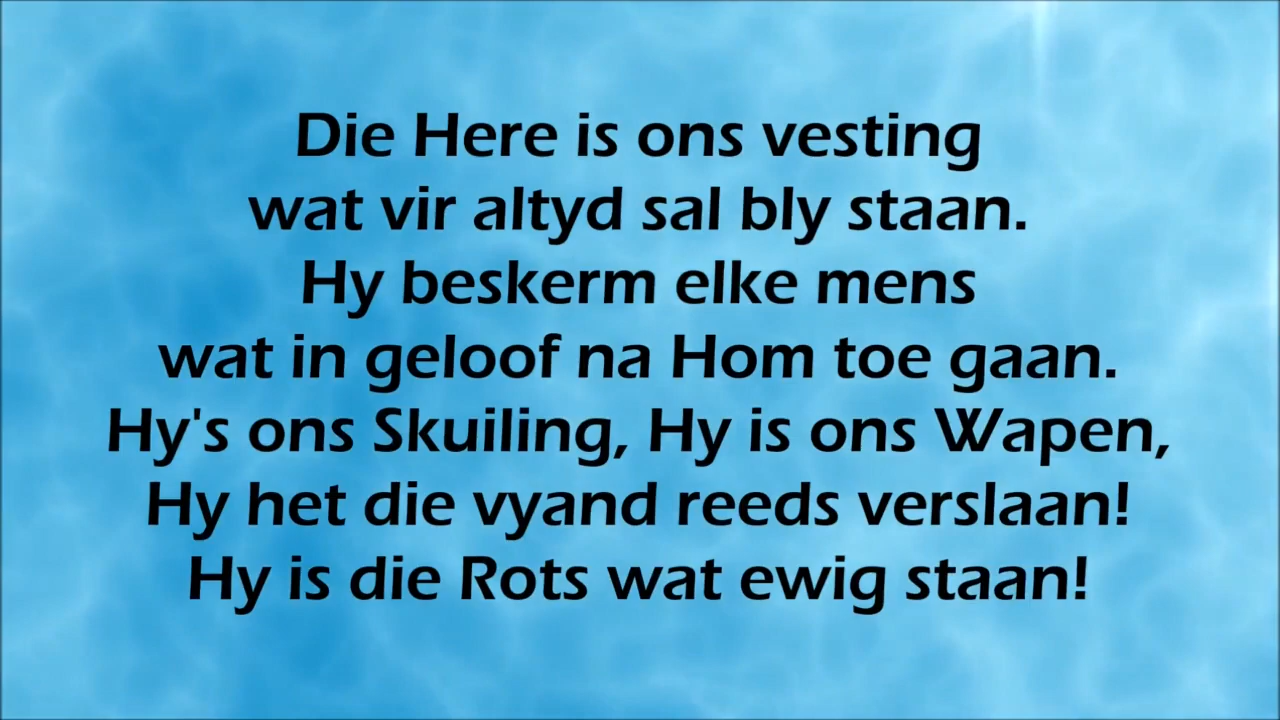 Die Here is ons vesting
wat vir altyd sal bly staan.
Hy beskerm elke mens
wat in geloof na Hom toe gaan.
Hy's ons Skuiling, Hy is ons Wapen,
Hy het die vyand reeds verslaan!
Hy is die Rots wat ewig staan!